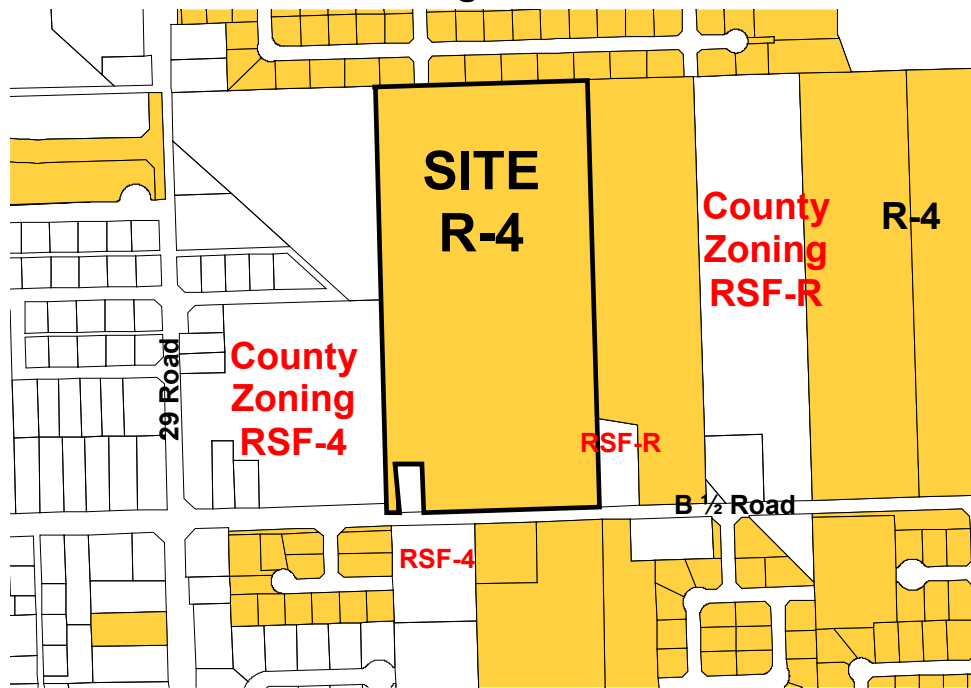 SITE
R-4
County
Zoning
RSF-R
R-4
29 Road
County
Zoning
RSF-4
RSF-R
B ½ Road
RSF-4